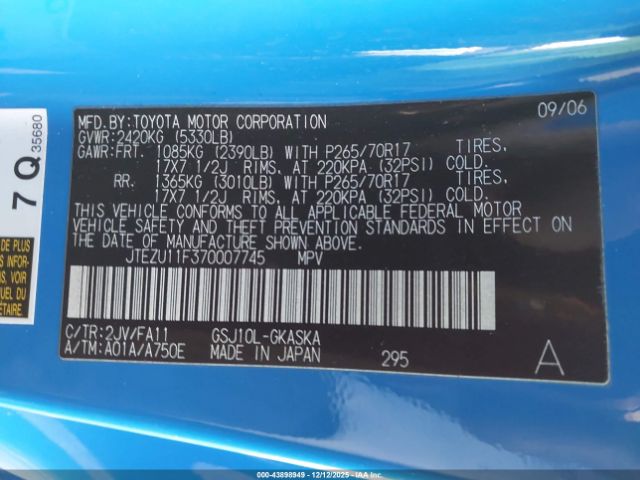 MFD.BY:TOYOTA MOTOR CORPORATION 09/06
GVWR:2420KG (5330LB)
GAWR:FRT. 1085KG (2390LB) WITH P265/70R17 TIRES,
17X7 1/2J RIMS, AT 220KPA (32PSI) COLD.
RR. 1365KG (3010LB) WITH P265/70R17 TIRES,
17X7 1/2J RIMS, AT 220KPA (32PSI) COLD.
THIS VEHICLE CONFORMS TO ALL APPLICABLE FEDERAL MOTOR
VEHICLE SAFETY AND THEFT PREVENTION STANDARDS IN EFFECT ON
THE DATE OF MANUFACTURE SHOWN ABOVE.
JTEZU11F370007745 MPV
C/TR:2JV/FA11 GSJ10L-GKASKA
A/TM:A01A/A750E MADE IN JAPAN 295 A
7 Q 35680
000-43898949 - 12/12/2025 - IAAI.COM